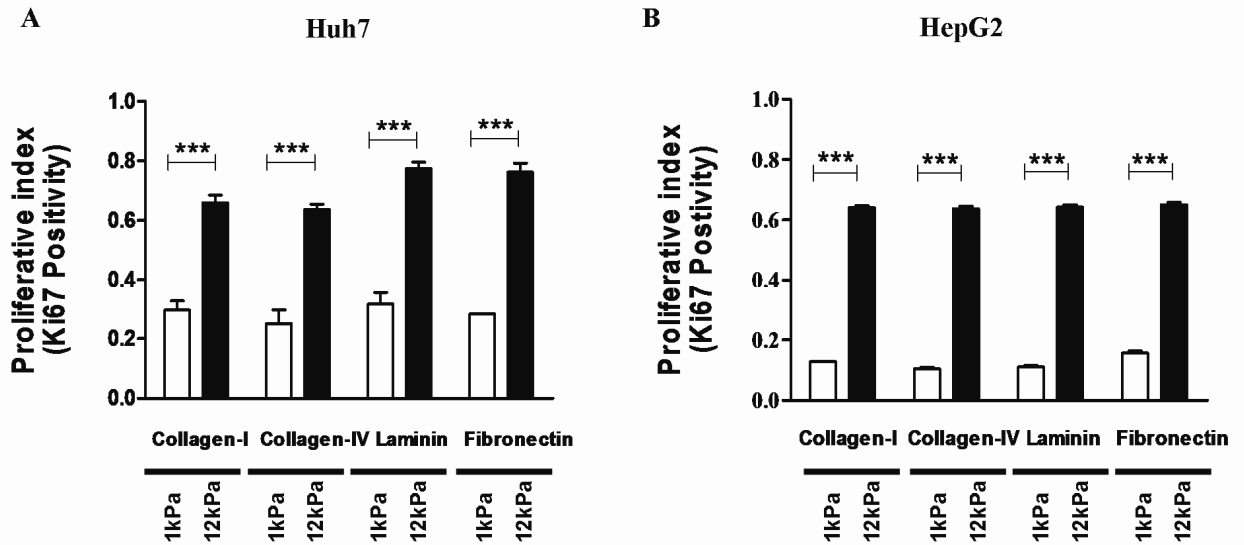 A
Huh7
Proliferative index
(Ki67 Positivity)
1.0
0.8
0.6
0.4
0.2
0.0
***
***
***
***
Collagen-I
Collagen-IV
Laminin
Fibronectin
1kPa
12kPa
1kPa
12kPa
1kPa
12kPa
1kPa
12kPa
B
HepG2
Proliferative index
(Ki67 Postivity)
1.0
0.8
0.6
0.4
0.2
0.0
***
***
***
***
Collagen-I
Collagen-IV
Laminin
Fibronectin
1kPa
12kPa
1kPa
12kPa
1kPa
12kPa
1kPa
12kPa